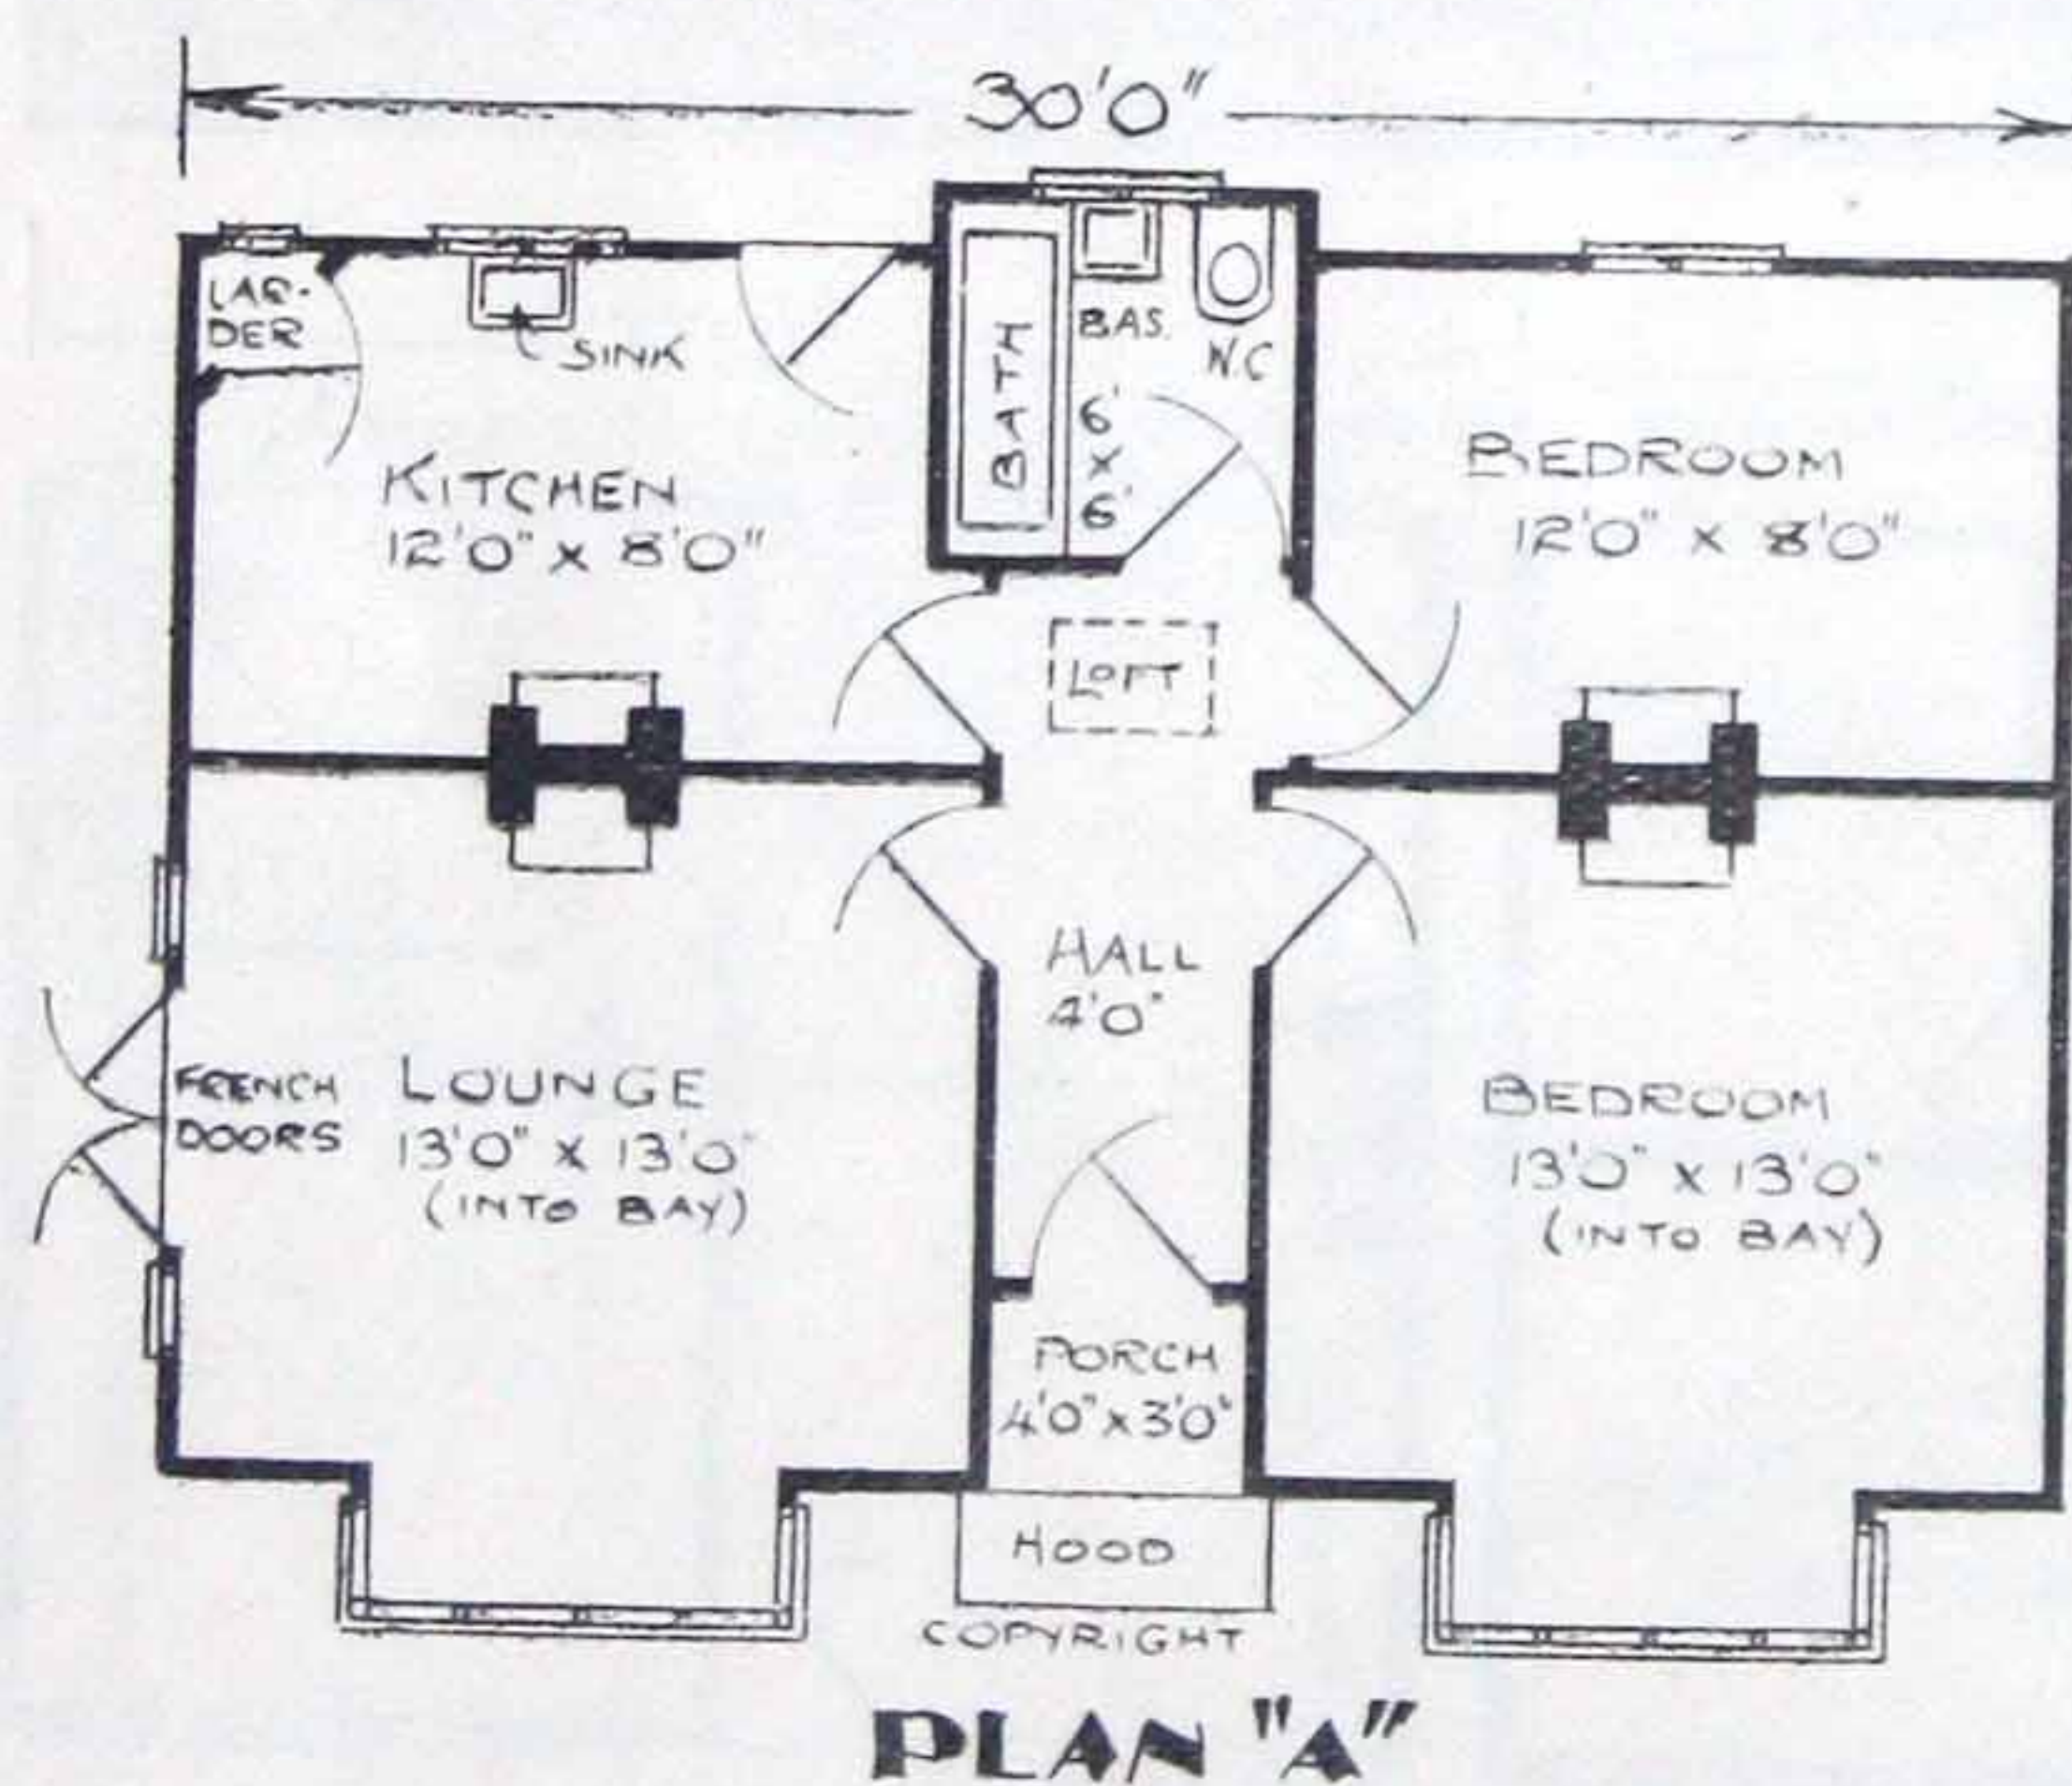 30'0"
LAR-
DER
SINK
BATH
BAS.
W.C
6'
x
6'
KITCHEN
12'0" x 8'0"
BEDROOM
12'0" x 8'0"
LOFT
HALL
4'0"
FRENCH
DOORS
LOUNGE
13'0" x 13'0"
(INTO BAY)
BEDROOM
13'0" x 13'0"
(INTO BAY)
PORCH
4'0" x 3'0"
HOOD
COPYRIGHT
PLAN "A"